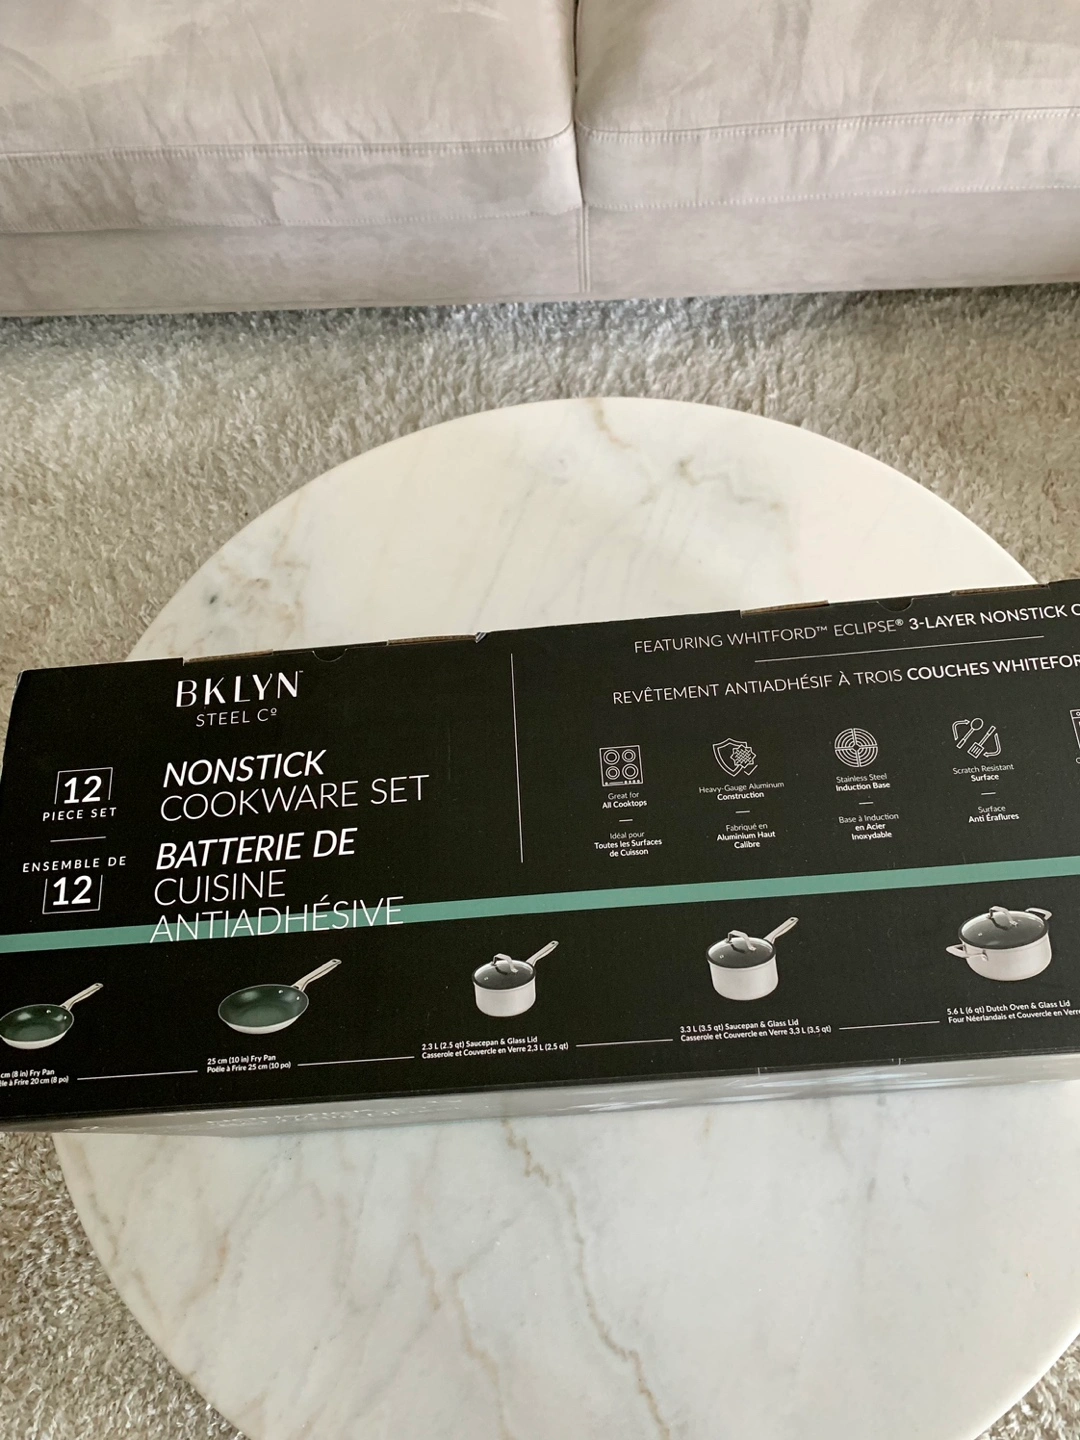 BKLYN™
STEEL Cº
12
PIECE SET
ENSEMBLE DE
12
NONSTICK
COOKWARE SET
BATTERIE DE
CUISINE
ANTIADHÉSIVE
FEATURING WHITFORD™ ECLIPSE® 3-LAYER NONSTICK
REVÊTEMENT ANTIADHÉSIF À TROIS COUCHES WHITEFOR
Great for
All Cooktops
Idéal pour
Toutes les Surfaces
de Cuisson
Heavy-Gauge Aluminum
Construction
Fabriqué en
Aluminium Haut
Calibre
Stainless Steel
Induction Base
Base à Induction
en Acier
Inoxydable
Scratch Resistant
Surface
Surface
Anti Éraflures
cm (8 in) Fry Pan
à Frire 20 cm (8 po)
25 cm (10 in) Fry Pan
Poêle à Frire 25 cm (10 po)
2.3 L (2.5 qt) Saucepan & Glass Lid
Casserole et Couvercle en Verre 2,3 L (2,5 qt)
3.3 L (3.5 qt) Saucepan & Glass Lid
Casserole et Couvercle en Verre 3,3 L (3,5 qt)
5.6 L (6 qt) Dutch Oven & Glass Lid
Four Néerlandais et Couvercle en Verre